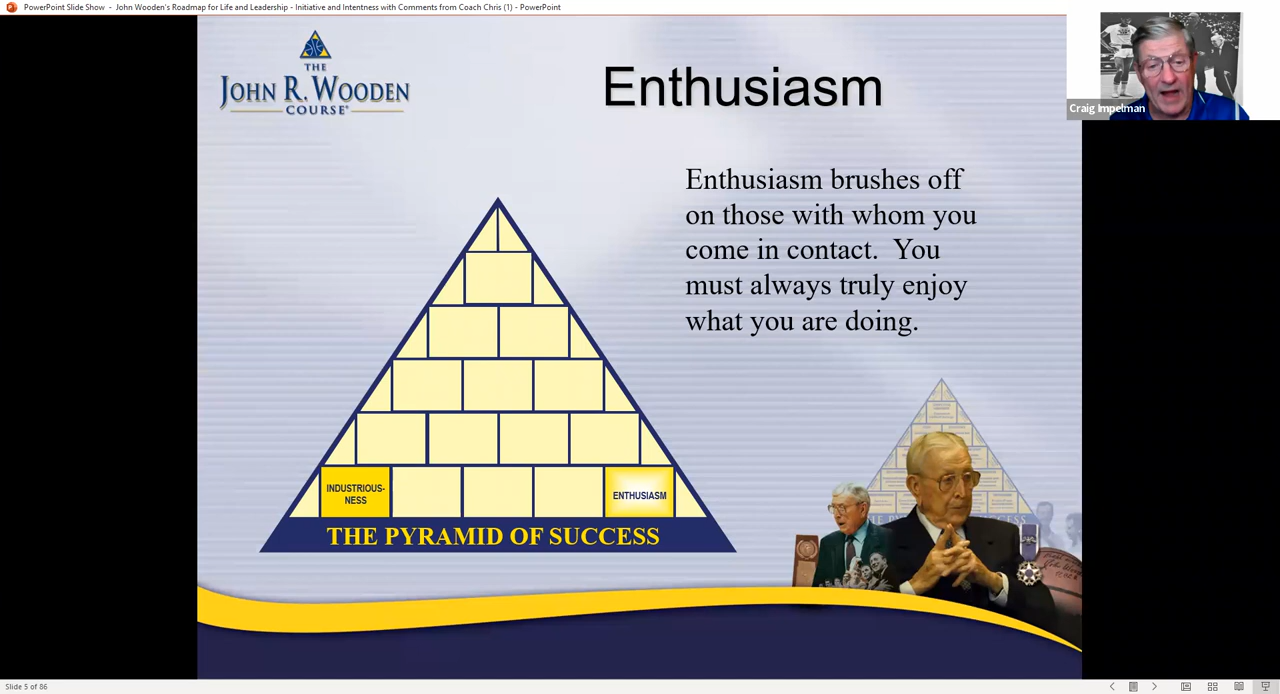 PowerPoint Slide Show - John Wooden's Roadmap for Life and Leadership - Initiative and Intentness with Comments from Coach Chris (1) - PowerPoint
THE
JOHN R. WOODEN
COURSE®
Enthusiasm
Craig Impelman
Enthusiasm brushes off
on those with whom you
come in contact. You
must always truly enjoy
what you are doing.
INDUSTRIOUS-
NESS
ENTHUSIASM
THE PYRAMID OF SUCCESS
Slide 5 of 86